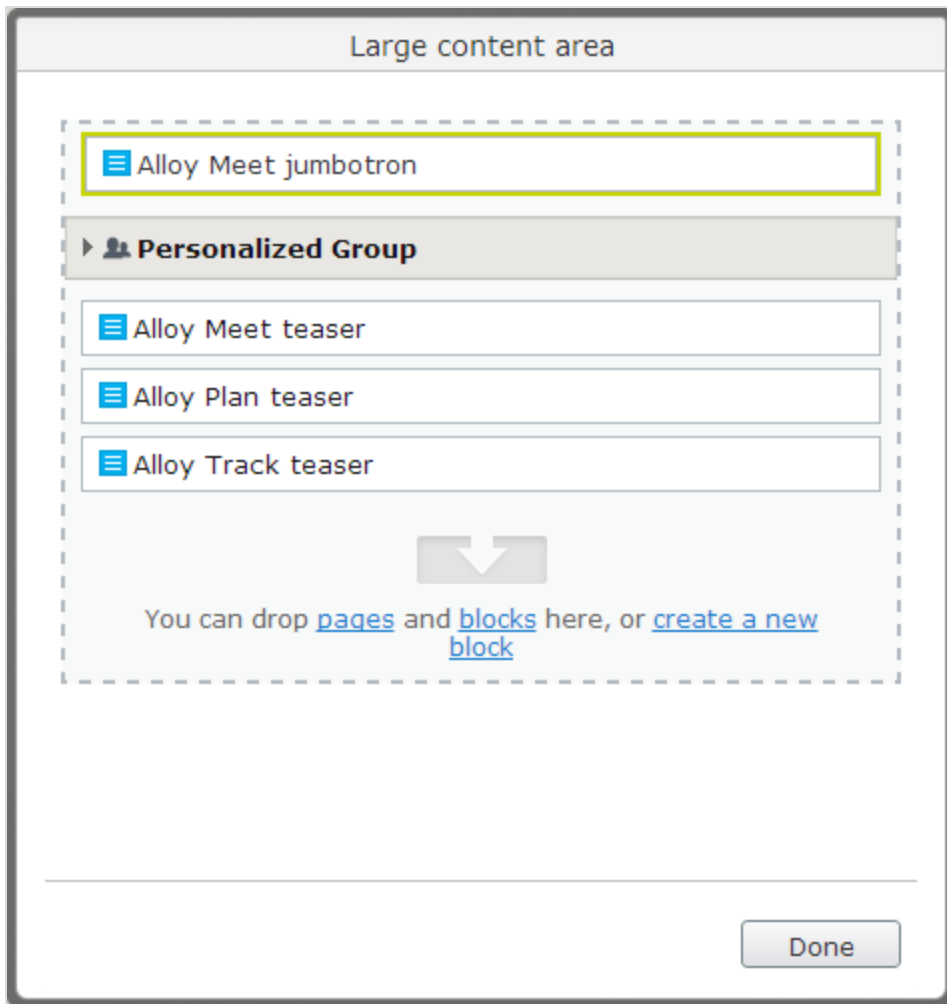 Large content area
Alloy Meet jumbotron
Personalized Group
Alloy Meet teaser
Alloy Plan teaser
Alloy Track teaser
You can drop pages and blocks here, or create a new
block
Done